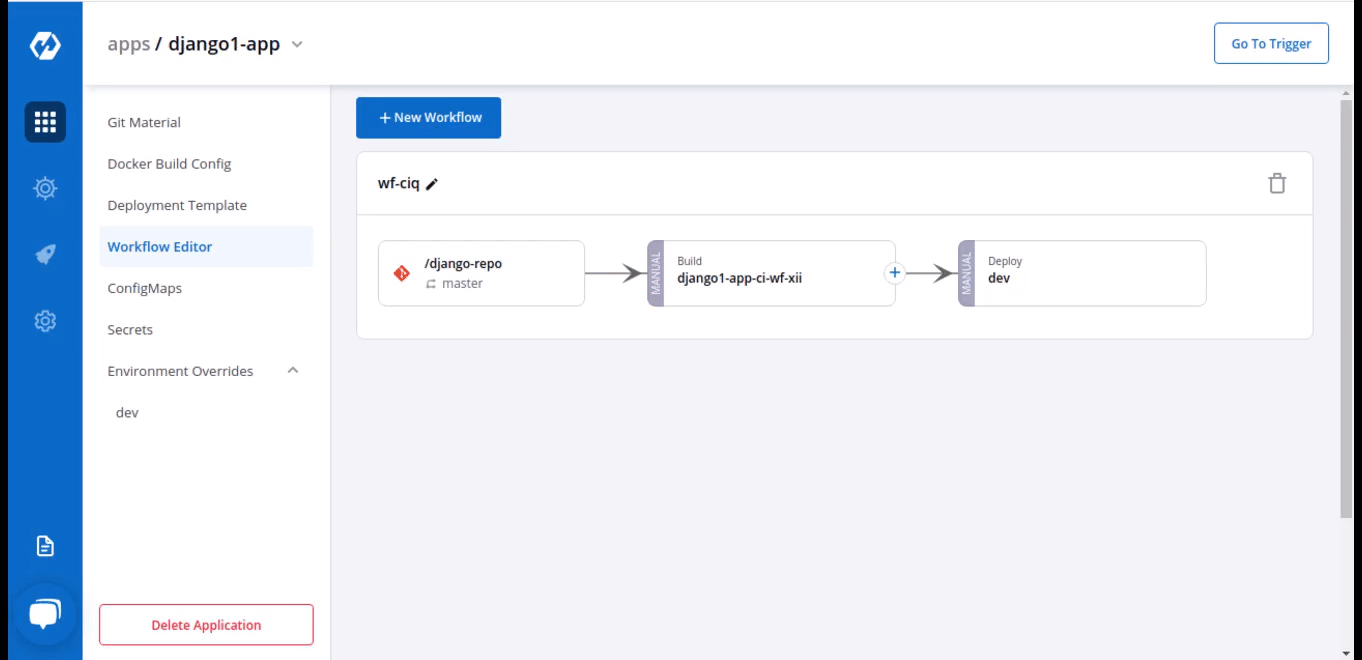 apps / django1-app
Go To Trigger
Git Material
Docker Build Config
Deployment Template
Workflow Editor
ConfigMaps
Secrets
Environment Overrides
dev
Delete Application
+ New Workflow
wf-ciq
/django-repo
master
MANUAL
Build
django1-app-ci-wf-xii
+
MANUAL
Deploy
dev